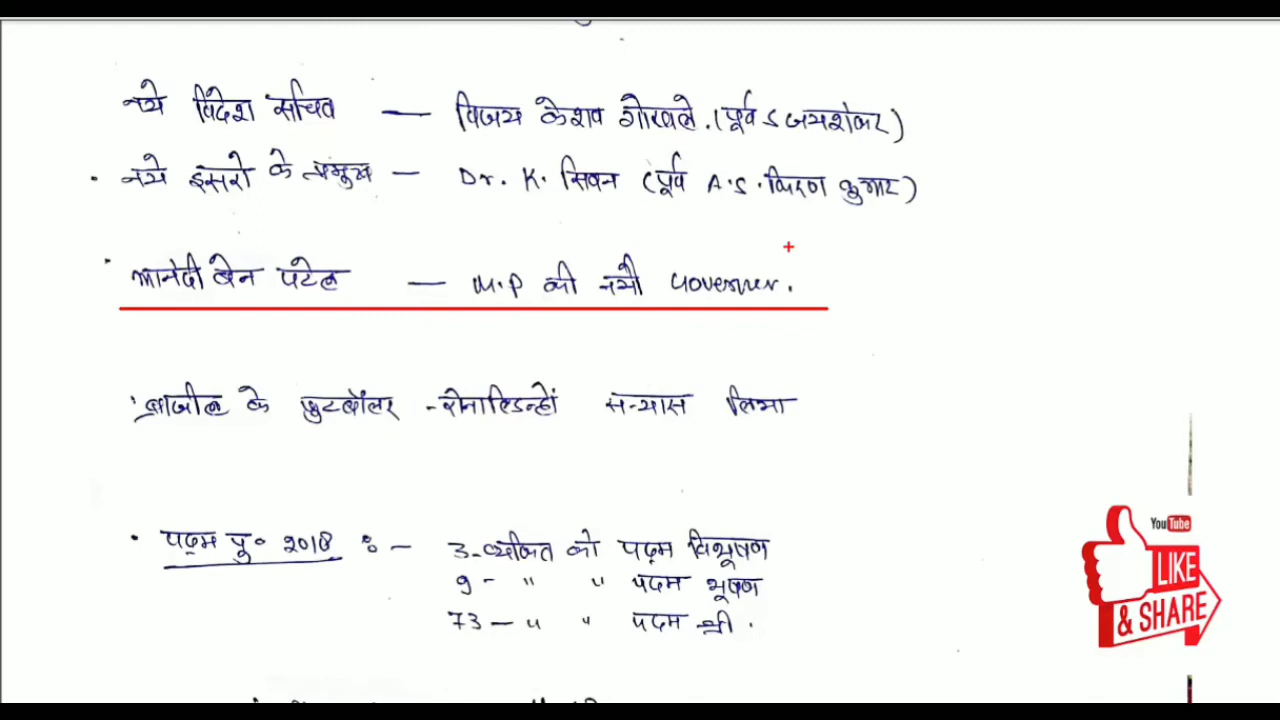 नये विदेश सचिव — विजय केशव गोखले. (पूर्व S जयशंकर)
• नये इसरो के प्रमुख — Dr. K. सिवन (पूर्व A.S. किरण कुमार)
• आनंदी बेन पटेल — M.P की नयी Governer.
• ब्राजील के फुटबॉलर - रोनाल्डिन्हों सन्यास लिया
• पद्म पु० 2018 :- 3 - व्यक्ति को पद्म विभूषण
9 - " " पदम भूषण
73 - " " पदम श्री .
YouTube
LIKE
& SHARE